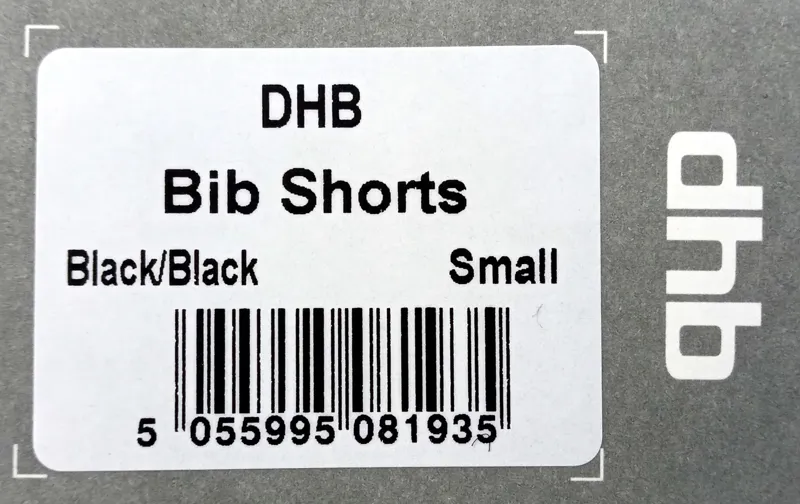 DHB
Bib Shorts
Black/Black Small
5 055995 081935
dhb